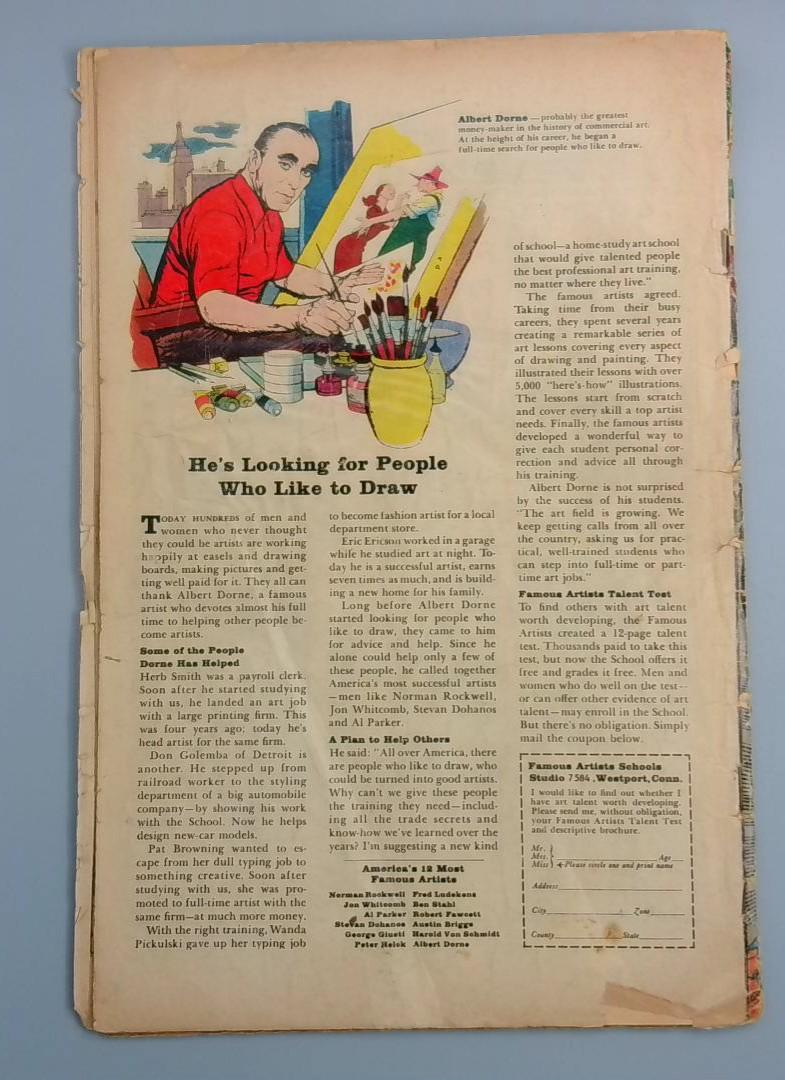 Albert Dorne — probably the greatest
money-maker in the history of commercial art.
At the height of his career, he began a
full-time search for people who like to draw.
He's Looking for People
Who Like to Draw
TODAY HUNDREDS of men and
women who never thought
they could be artists are working
happily at easels and drawing
boards, making pictures and get-
ting well paid for it. They all can
thank Albert Dorne, a famous
artist who devotes almost his full
time to helping other people be-
come artists.
Some of the People
Dorne Has Helped
Herb Smith was a payroll clerk.
Soon after he started studying
with us, he landed an art job
with a large printing firm. This
was four years ago; today he's
head artist for the same firm.
Don Golemba of Detroit is
another. He stepped up from
railroad worker to the styling
department of a big automobile
company—by showing his work
with the School. Now he helps
design new-car models.
Pat Browning wanted to es-
cape from her dull typing job to
something creative. Soon after
studying with us, she was pro-
moted to full-time artist with the
same firm—at much more money.
With the right training, Wanda
Pickulski gave up her typing job
to become fashion artist for a local
department store.
Eric Ericson worked in a garage
while he studied art at night. To-
day he is a successful artist, earns
seven times as much, and is build-
ing a new home for his family.
Long before Albert Dorne
started looking for people who
like to draw, they came to him
for advice and help. Since he
alone could help only a few of
these people, he called together
America's most successful artists
—men like Norman Rockwell,
Jon Whitcomb, Stevan Dohanos
and Al Parker.
A Plan to Help Others
He said: "All over America, there
are people who like to draw, who
could be turned into good artists.
Why can't we give these people
the training they need—includ-
ing all the trade secrets and
know-how we've learned over the
years? I'm suggesting a new kind
America's 12 Most
Famous Artists
Norman Rockwell Fred Ludekens
Jon Whitcomb Ben Stahl
Al Parker Robert Fawcett
Stevan Dohanos Austin Briggs
George Giusti Harold Von Schmidt
Peter Helck Albert Dorne
of school—a home-study art school
that would give talented people
the best professional art training,
no matter where they live."
The famous artists agreed.
Taking time from their busy
careers, they spent several years
creating a remarkable series of
art lessons covering every aspect
of drawing and painting. They
illustrated their lessons with over
5,000 "here's-how" illustrations.
The lessons start from scratch
and cover every skill a top artist
needs. Finally, the famous artists
developed a wonderful way to
give each student personal cor-
rection and advice all through
his training.
Albert Dorne is not surprised
by the success of his students.
"The art field is growing. We
keep getting calls from all over
the country, asking us for prac-
tical, well-trained students who
can step into full-time or part-
time art jobs."
Famous Artists Talent Test
To find others with art talent
worth developing, the Famous
Artists created a 12-page talent
test. Thousands paid to take this
test, but now the School offers it
free and grades it free. Men and
women who do well on the test--
or can offer other evidence of art
talent—may enroll in the School.
But there's no obligation. Simply
mail the coupon below.
Famous Artists Schools
Studio 7584, Westport, Conn.
I would like to find out whether I
have art talent worth developing.
Please send me, without obligation,
your Famous Artists Talent Test
and descriptive brochure.
Mr.
Mrs. Age
Miss Please circle one and print name
Address
City Zone
County State